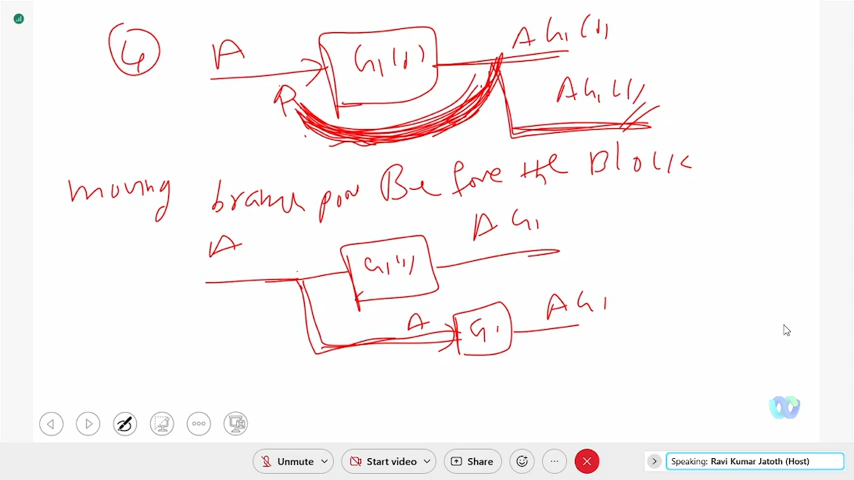 4
A G1(s) AG1(s)
AG1(s)
moving branch poin Before the Block
A G1(s) AG1
A G1 AG1
Unmute Start video Share Speaking: Ravi Kumar Jatoth (Host)